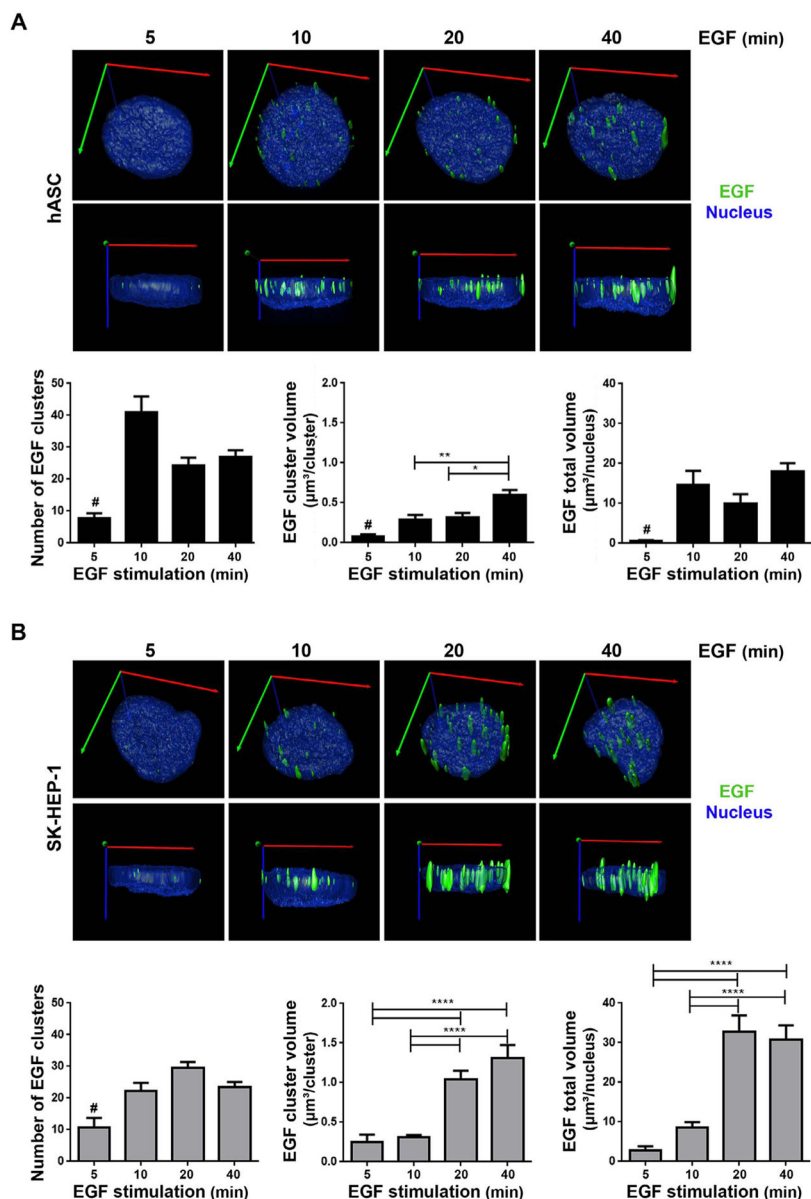 A
5 10 20 40 EGF (min)
hASC
EGF
Nucleus
Number of EGF clusters
50
40
30
20
10
0
#
5 10 20 40
EGF stimulation (min)
EGF cluster volume
(µm³/cluster)
2.0
1.5
1.0
0.5
0.0
**
*
#
5 10 20 40
EGF stimulation (min)
EGF total volume
(µm³/nucleus)
40
30
20
10
0
#
5 10 20 40
EGF stimulation (min)
B
5 10 20 40 EGF (min)
SK-HEP-1
EGF
Nucleus
Number of EGF clusters
50
40
30
20
10
0
#
5 10 20 40
EGF stimulation (min)
EGF cluster volume
(µm³/cluster)
2.0
1.5
1.0
0.5
0.0
****
****
5 10 20 40
EGF stimulation (min)
EGF total volume
(µm³/nucleus)
40
30
20
10
0
****
****
5 10 20 40
EGF stimulation (min)